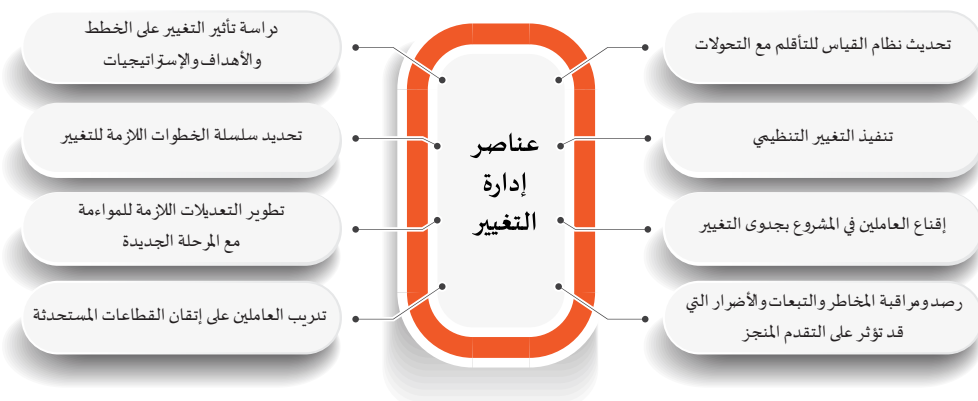 عناصر
إدارة
التغيير
تحديث نظام القياس للتأقلم مع التحولات
تنفيذ التغيير التنظيمي
إقناع العاملين في المشروع بجدوى التغيير
رصد ومراقبة المخاطر والتبعات والأضرار التي
قد تؤثر على التقدم المنجز
دراسة تأثير التغيير على الخطط
والأهداف والإستراتيجيات
تحديد سلسلة الخطوات اللازمة للتغيير
تطوير التعديلات اللازمة للمواءمة
مع المرحلة الجديدة
تدريب العاملين على إتقان القطاعات المستحدثة